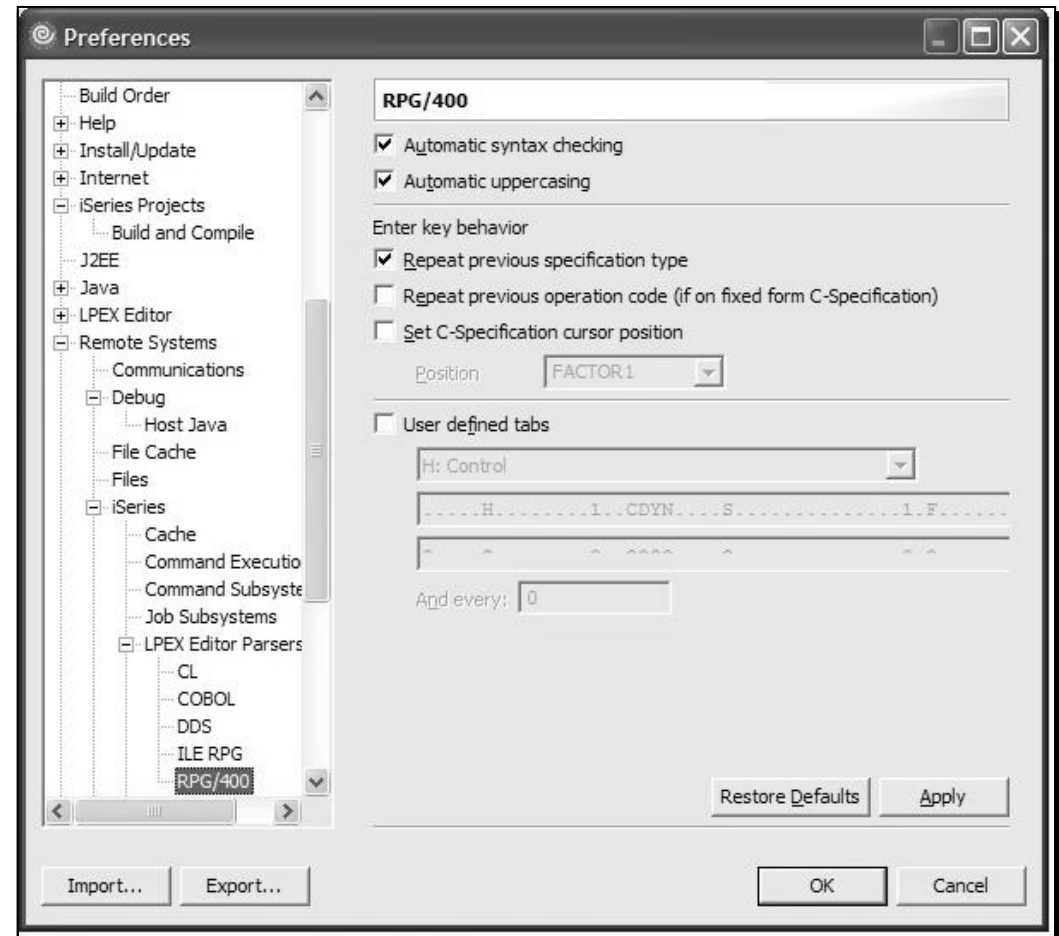 Preferences
Build Order
Help
Install/Update
Internet
iSeries Projects
Build and Compile
J2EE
Java
LPEX Editor
Remote Systems
Communications
Debug
Host Java
File Cache
Files
iSeries
Cache
Command Executio
Command Subsyste
Job Subsystems
LPEX Editor Parsers
CL
COBOL
DDS
ILE RPG
RPG/400
RPG/400
Automatic syntax checking
Automatic uppercasing
Enter key behavior
Repeat previous specification type
Repeat previous operation code (if on fixed form C-Specification)
Set C-Specification cursor position
Position FACTOR1
User defined tabs
H: Control
.....H........1..CDYN....S..............1.F......
And every: 0
Restore Defaults Apply
Import... Export... OK Cancel